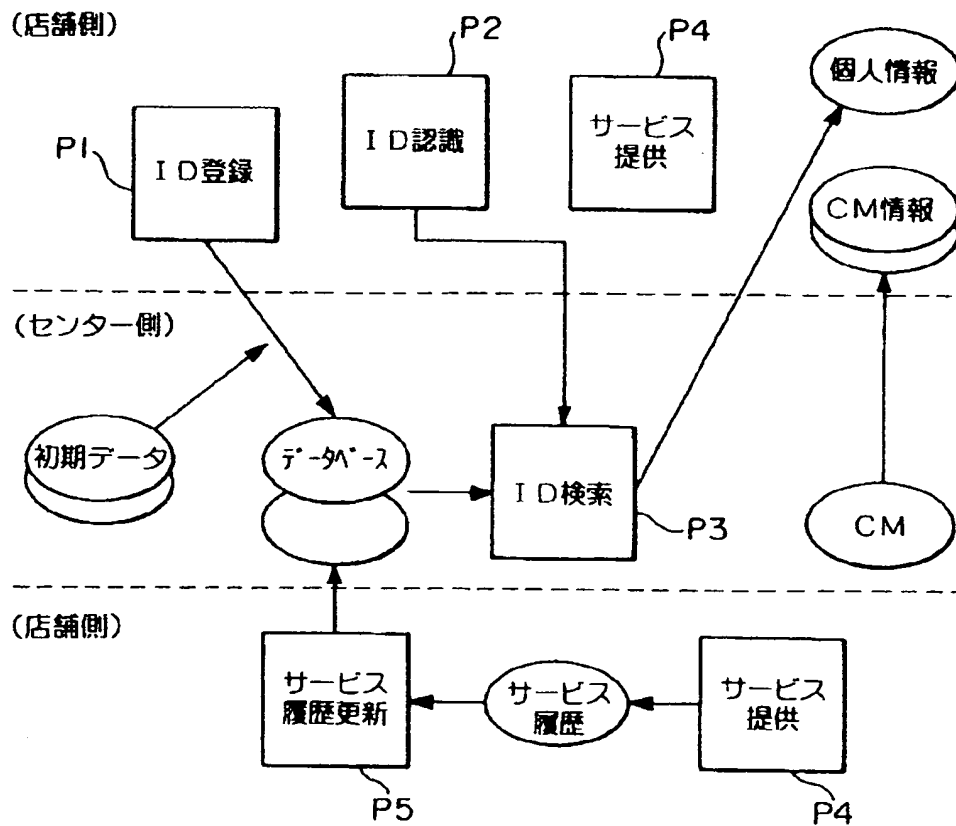 (店舗側)
P1
ID登録
P2
ID認識
P4
サービス
提供
個人情報
CM情報
(センター側)
初期データ
データベース
ID検索
P3
CM
(店舗側)
サービス
履歴更新
P5
サービス
履歴
サービス
提供
P4